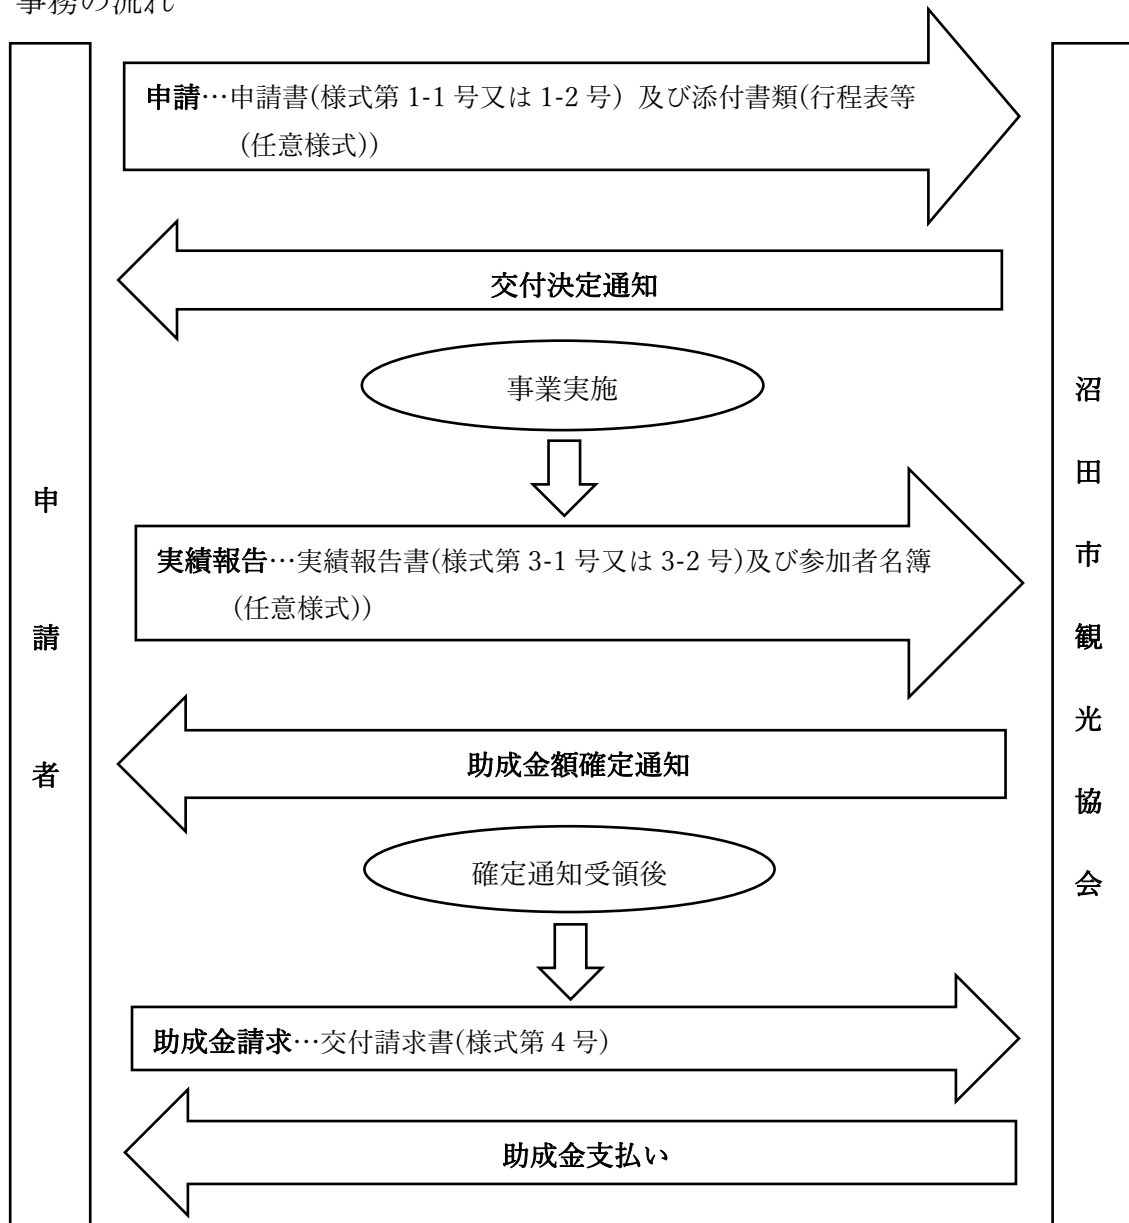 事務の流れ
申請…申請書(様式第 1-1 号又は 1-2 号) 及び添付書類(行程表等
(任意様式))
交付決定通知
事業実施
実績報告…実績報告書(様式第 3-1 号又は 3-2 号)及び参加者名簿
(任意様式))
助成金額確定通知
確定通知受領後
助成金請求…交付請求書(様式第 4 号)
助成金支払い
申請者
沼田市観光協会